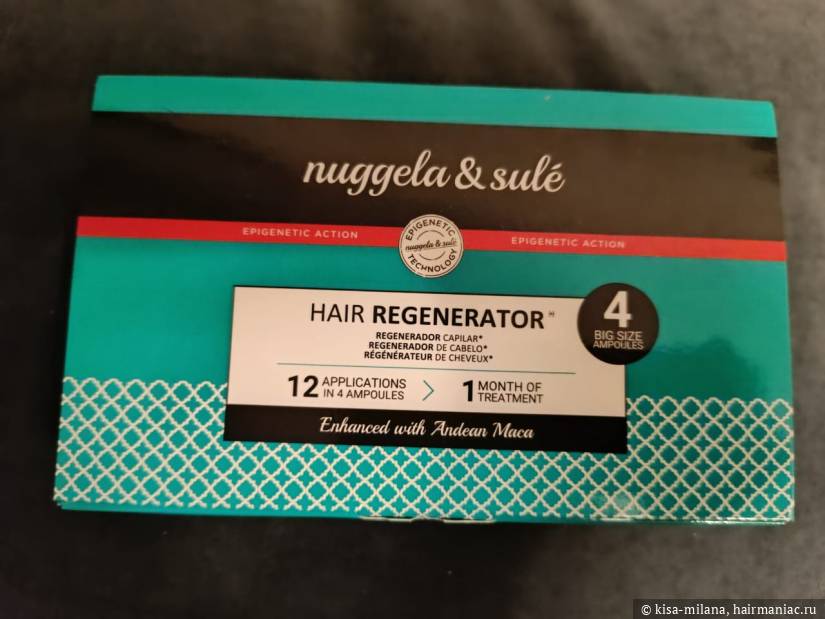 nuggela & sulé
EPIGENETIC ACTION
EPIGENETIC
nuggela & sulé
TECHNOLOGY
EPIGENETIC ACTION
HAIR REGENERATOR*
REGENERADOR CAPILAR*
REGENERADOR DE CABELO*
RÉGÉNÉRATEUR DE CHEVEUX*
4
BIG SIZE
AMPOULES
12 APPLICATIONS
IN 4 AMPOULES
>
1 MONTH OF
TREATMENT
Enhanced with Andean Maca
© kisa-milana, hairmaniac.ru